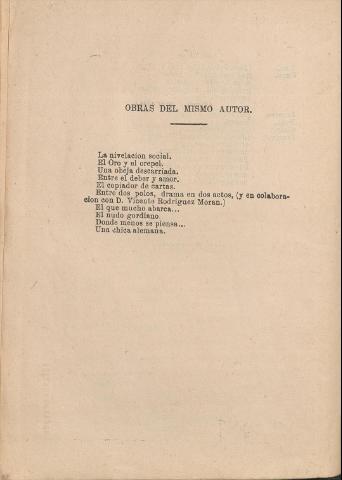 OBRAS DEL MISMO AUTOR.
La nivelacion social.
El Oro y el oropel.
Una obeja descarriada.
Entre el deber y amor.
El copiador de cartas.
Entre dos polos, drama en dos actos, (y en colabora-
cion con D. Vicente Rodriguez Moran.)
El que mucho abarca...
El nudo gordiano.
Donde menos se piensa...
Una chica alemana.